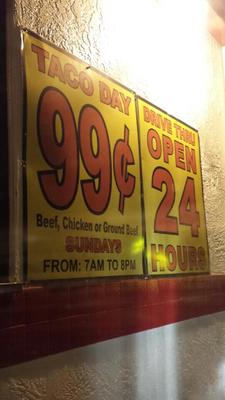 TACO DAY
99¢
Beef, Chicken or Ground Beef
SUNDAYS
FROM: 7AM TO 8PM
DRIVE THRU
OPEN
24
HOURS